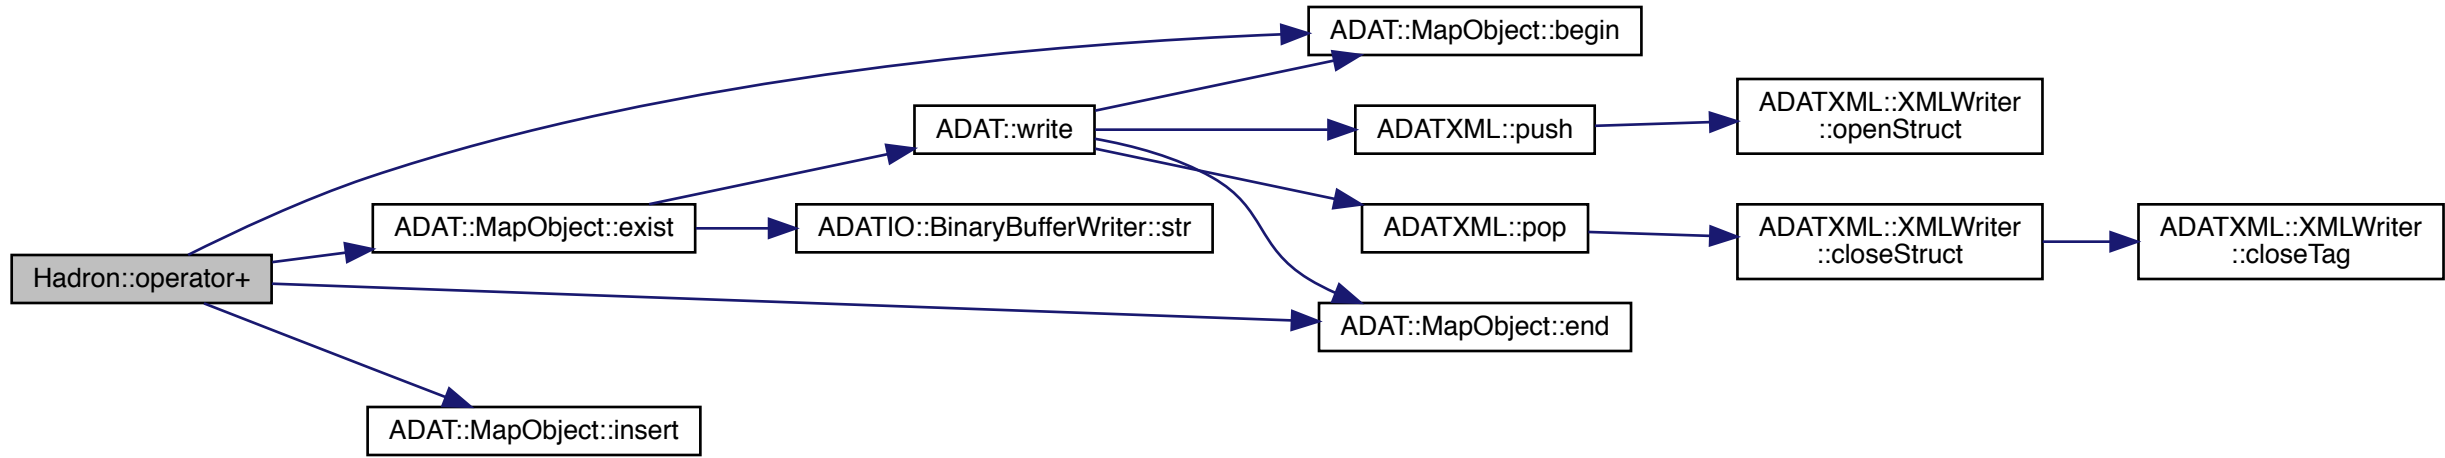 ADAT::MapObject::begin
ADATXML::XMLWriter
::openStruct
ADAT::write
ADATXML::push
ADAT::MapObject::exist
ADATIO::BinaryBufferWriter::str
ADATXML::pop
ADATXML::XMLWriter
::closeStruct
ADATXML::XMLWriter
::closeTag
Hadron::operator+
ADAT::MapObject::end
ADAT::MapObject::insert